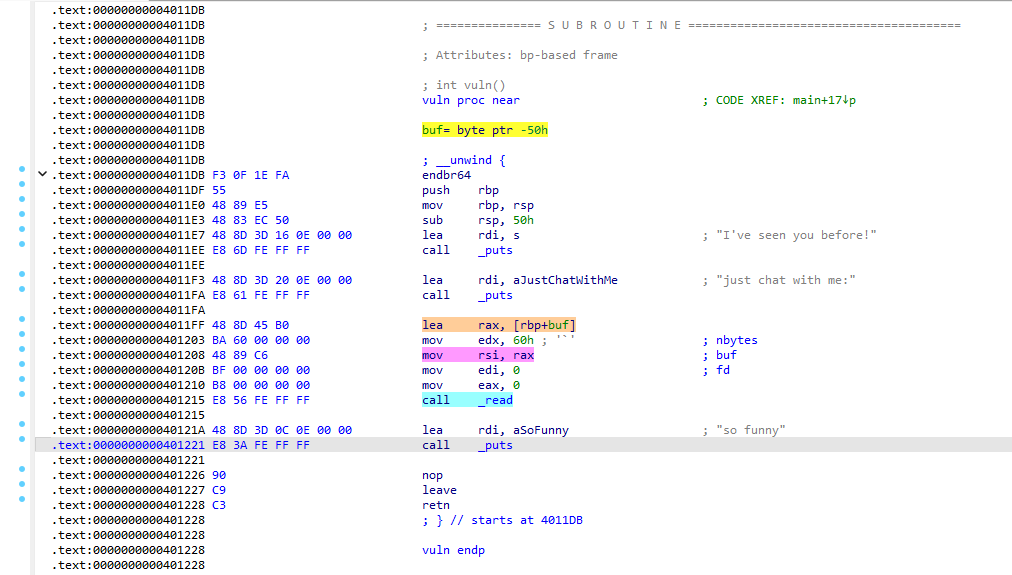 .text:00000000004011DB
.text:00000000004011DB ; =============== S U B R O U T I N E =======================================
.text:00000000004011DB
.text:00000000004011DB ; Attributes: bp-based frame
.text:00000000004011DB
.text:00000000004011DB ; int vuln()
.text:00000000004011DB vuln proc near ; CODE XREF: main+17↓p
.text:00000000004011DB
.text:00000000004011DB buf= byte ptr -50h
.text:00000000004011DB
.text:00000000004011DB ; __unwind {
.text:00000000004011DB F3 0F 1E FA endbr64
.text:00000000004011DF 55 push rbp
.text:00000000004011E0 48 89 E5 mov rbp, rsp
.text:00000000004011E3 48 83 EC 50 sub rsp, 50h
.text:00000000004011E7 48 8D 3D 16 0E 00 00 lea rdi, s ; "I've seen you before!"
.text:00000000004011EE E8 6D FE FF FF call _puts
.text:00000000004011EE
.text:00000000004011F3 48 8D 3D 20 0E 00 00 lea rdi, aJustChatWithMe ; "just chat with me:"
.text:00000000004011FA E8 61 FE FF FF call _puts
.text:00000000004011FA
.text:00000000004011FF 48 8D 45 B0 lea rax, [rbp+buf]
.text:0000000000401203 BA 60 00 00 00 mov edx, 60h ; '`' ; nbytes
.text:0000000000401208 48 89 C6 mov rsi, rax ; buf
.text:000000000040120B BF 00 00 00 00 mov edi, 0 ; fd
.text:0000000000401210 B8 00 00 00 00 mov eax, 0
.text:0000000000401215 E8 56 FE FF FF call _read
.text:0000000000401215
.text:000000000040121A 48 8D 3D 0C 0E 00 00 lea rdi, aSoFunny ; "so funny"
.text:0000000000401221 E8 3A FE FF FF call _puts
.text:0000000000401221
.text:0000000000401226 90 nop
.text:0000000000401227 C9 leave
.text:0000000000401228 C3 retn
.text:0000000000401228 ; } // starts at 4011DB
.text:0000000000401228
.text:0000000000401228 vuln endp
.text:0000000000401228